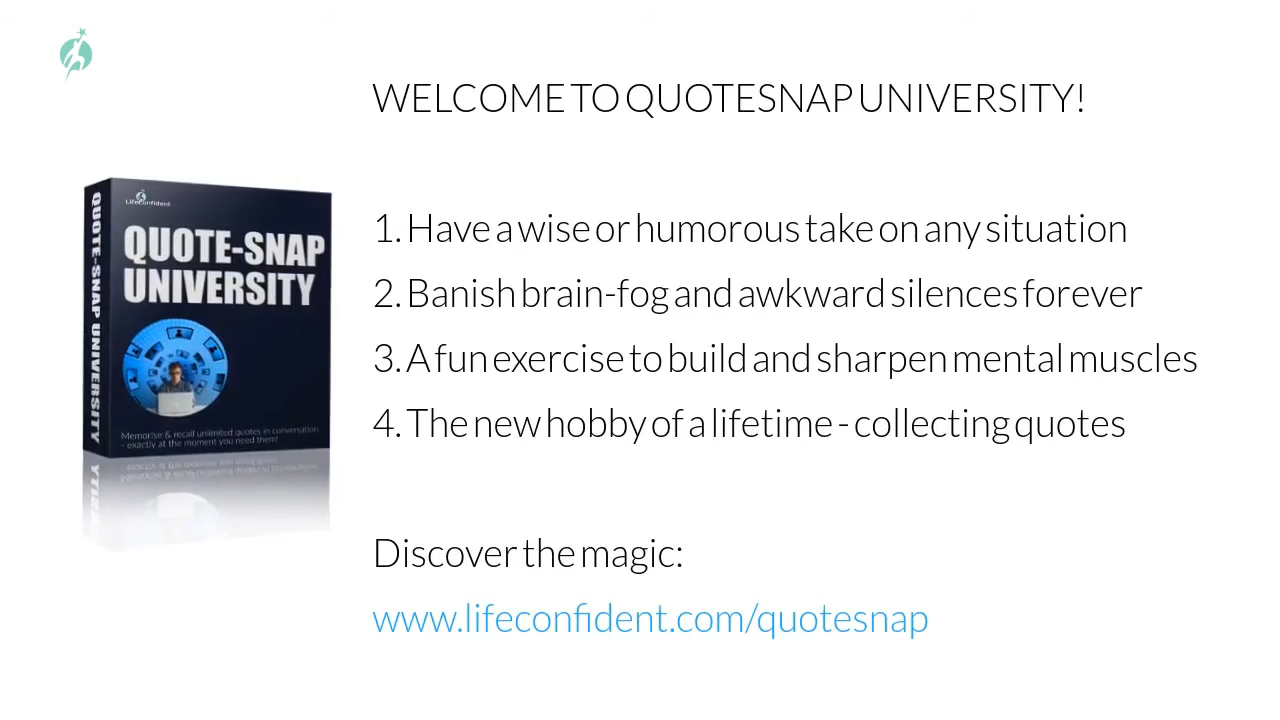 WELCOME TO QUOTESNAP UNIVERSITY!
LifeConfident
QUOTE-SNAP
UNIVERSITY
QUOTE-SNAP UNIVERSITY
Memorise & recall unlimited quotes in conversation
- exactly at the moment you need them!
1. Have a wise or humorous take on any situation
2. Banish brain-fog and awkward silences forever
3. A fun exercise to build and sharpen mental muscles
4. The new hobby of a lifetime - collecting quotes
Discover the magic:
www.lifeconfident.com/quotesnap